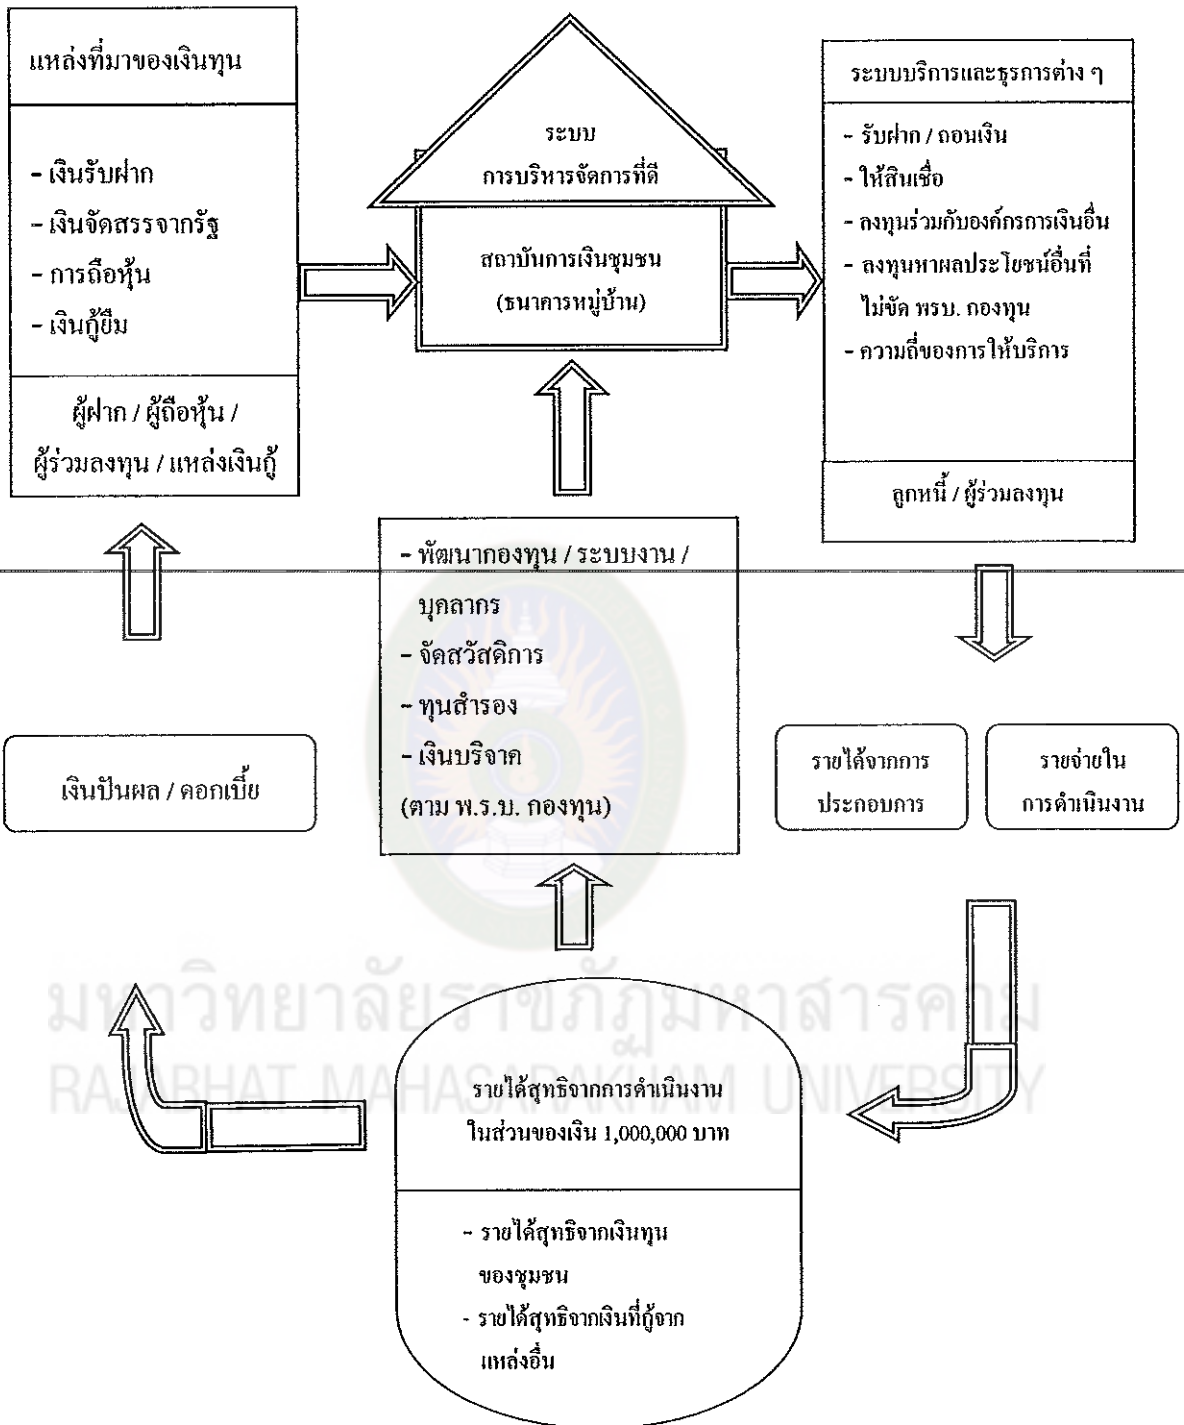 แหล่งที่มาของเงินทุน
- เงินรับฝาก
- เงินจัดสรรจากรัฐ
- การถือหุ้น
- เงินกู้ยืม
ผู้ฝาก / ผู้ถือหุ้น /
ผู้ร่วมลงทุน / แหล่งเงินกู้
ระบบ
การบริหารจัดการที่ดี
สถาบันการเงินชุมชน
(ธนาคารหมู่บ้าน)
ระบบบริการและธุรการต่าง ๆ
- รับฝาก / ถอนเงิน
- ให้สินเชื่อ
- ลงทุนร่วมกับองค์กรการเงินอื่น
- ลงทุนหาผลประโยชน์อื่นที่
ไม่ขัด พรบ. กองทุน
- ความถี่ของการให้บริการ
ลูกหนี้ / ผู้ร่วมลงทุน
- พัฒนากองทุน / ระบบงาน /
บุคลากร
- จัดสวัสดิการ
- ทุนสำรอง
- เงินบริจาค
(ตาม พ.ร.บ. กองทุน)
เงินปันผล / ดอกเบี้ย
รายได้จากการ
ประกอบการ
รายจ่ายใน
การดำเนินงาน
มหาวิทยาลัยราชภัฏมหาสารคาม
RAJABHAT MAHASARAKHAM UNIVERSITY
รายได้สุทธิจากการดำเนินงาน
ในส่วนของเงิน 1,000,000 บาท
- รายได้สุทธิจากเงินทุน
ของชุมชน
- รายได้สุทธิจากเงินที่กู้จาก
แหล่งอื่น